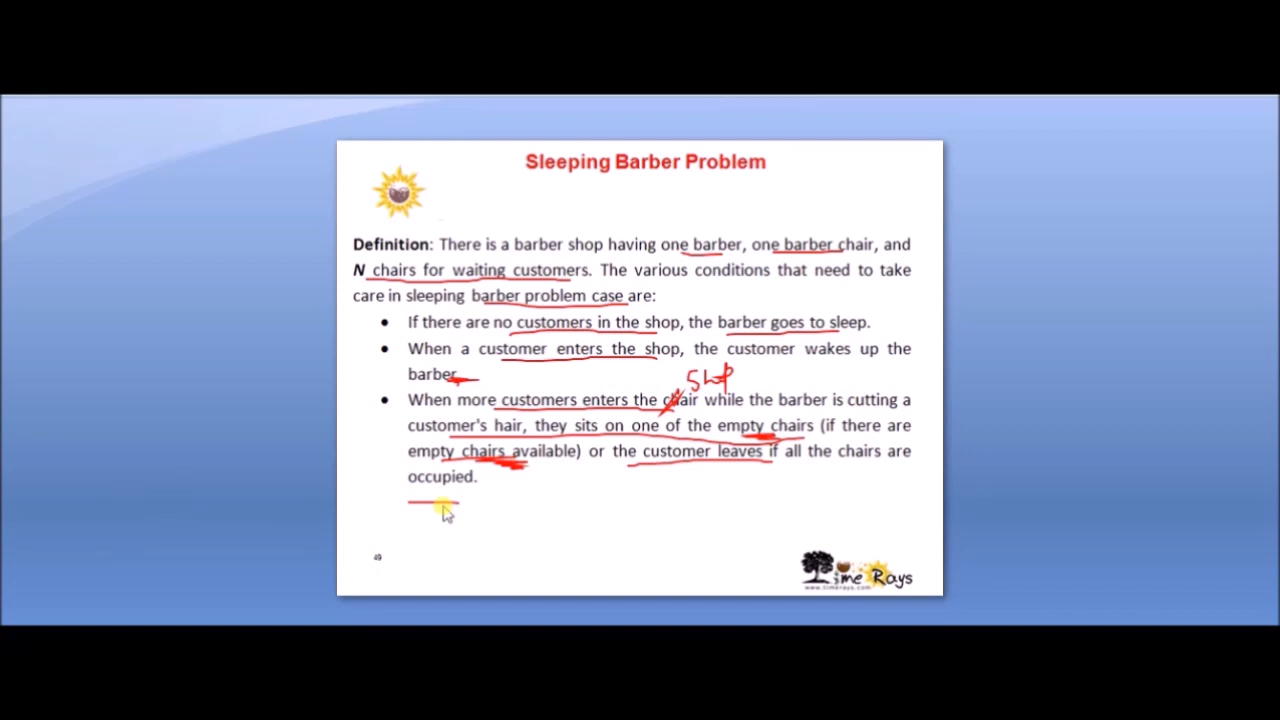 Sleeping Barber Problem
Definition: There is a barber shop having one barber, one barber chair, and
N chairs for waiting customers. The various conditions that need to take
care in sleeping barber problem case are:
• If there are no customers in the shop, the barber goes to sleep.
• When a customer enters the shop, the customer wakes up the
barber.
Shop
• When more customers enters the chair while the barber is cutting a
customer's hair, they sits on one of the empty chairs (if there are
empty chairs available) or the customer leaves if all the chairs are
occupied.
49
Time Rays
www.timerays.com